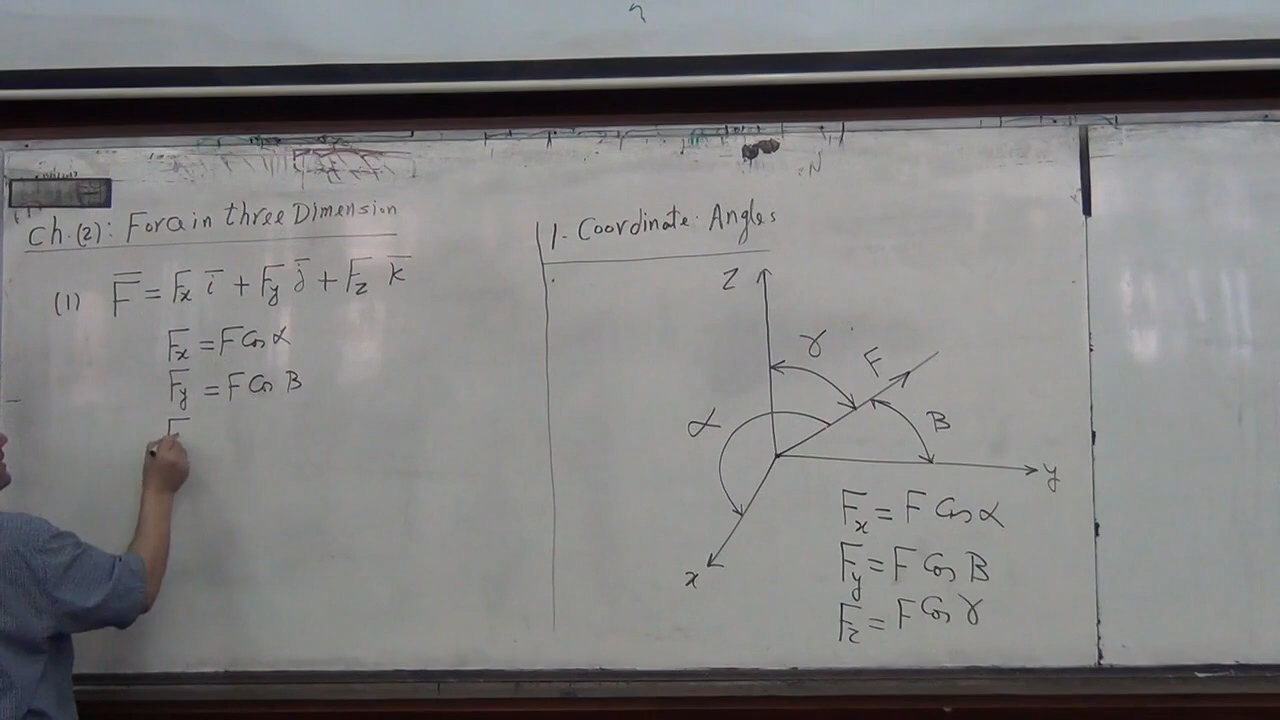 Ch.(2): Force in three Dimension
(1) F̅ = Fx i̅ + Fy j̅ + Fz k̅
Fx = F Cos α
Fy = F Cos B
F
1- Coordinate Angles
Z
γ
F
α
B
y
x
Fx = F Cos α
Fy = F Cos B
Fz = F Cos γ